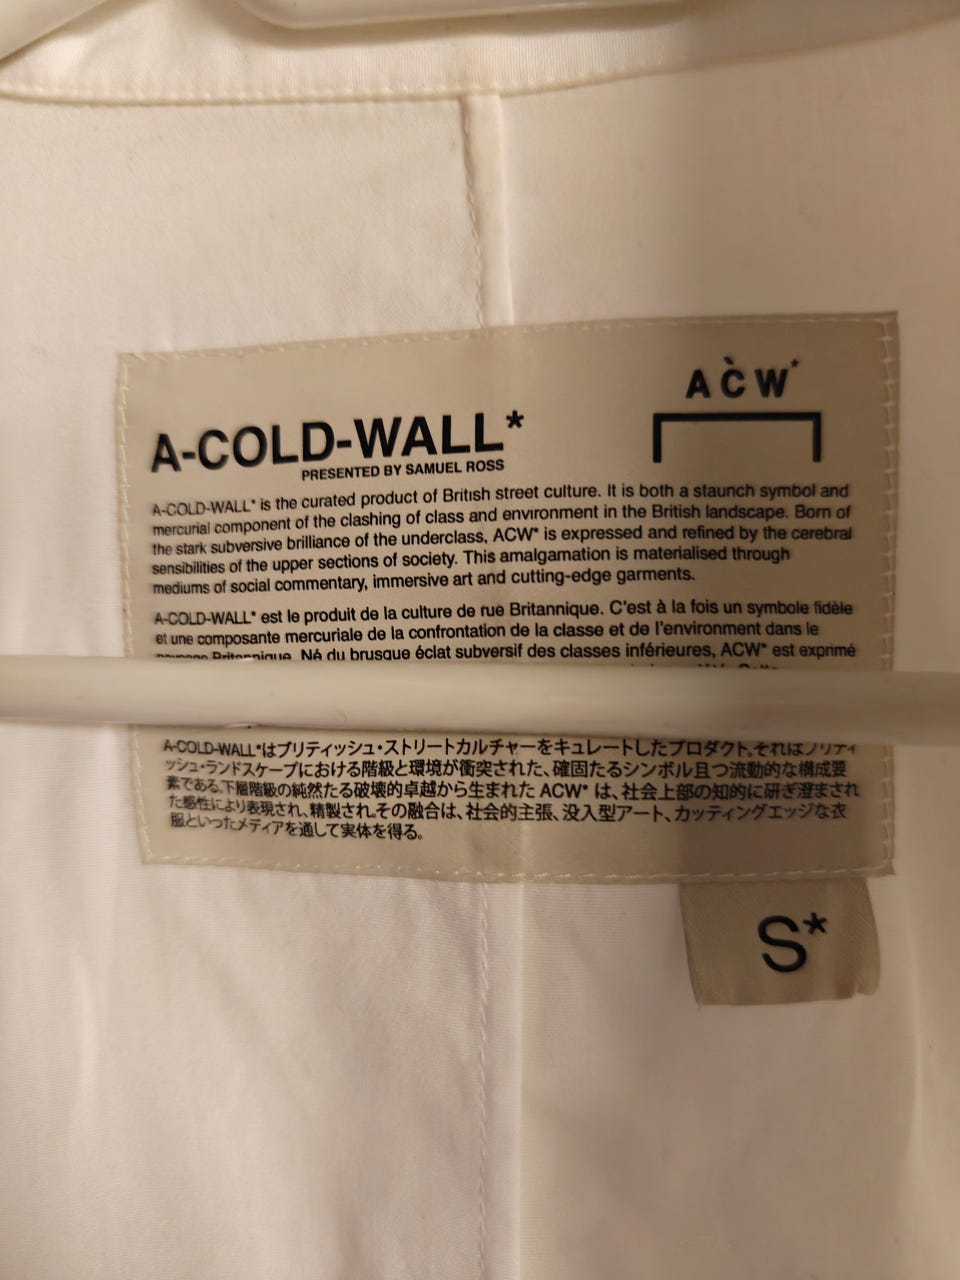 ACW*
A-COLD-WALL*
PRESENTED BY SAMUEL ROSS
A-COLD-WALL* is the curated product of British street culture. It is both a staunch symbol and
mercurial component of the clashing of class and environment in the British landscape. Born of
the stark subversive brilliance of the underclass, ACW* is expressed and refined by the cerebral
sensibilities of the upper sections of society. This amalgamation is materialised through
mediums of social commentary, immersive art and cutting-edge garments.
A-COLD-WALL* est le produit de la culture de rue Britannique. C'est à la fois un symbole fidèle
et une composante mercuriale de la confrontation de la classe et de l'environment dans le
Britannique. Né du brusque éclat subversif des classes inférieures, ACW* est exprimé
A-COLD-WALL*はブリティッシュ・ストリートカルチャーをキュレートしたプロダクト。それはブリティ
ッシュ・ランドスケープにおける階級と環境が衝突された、確固たるシンボル且つ流動的な構成要
素である。下層階級の純然たる破壊的卓越から生まれた ACW* は、社会上部の知的に研ぎ澄まされ
た感性により表現され、精製され。その融合は、社会的主張、没入型アート、カッティングエッジな衣
服といったメディアを通して実体を得る。
S*